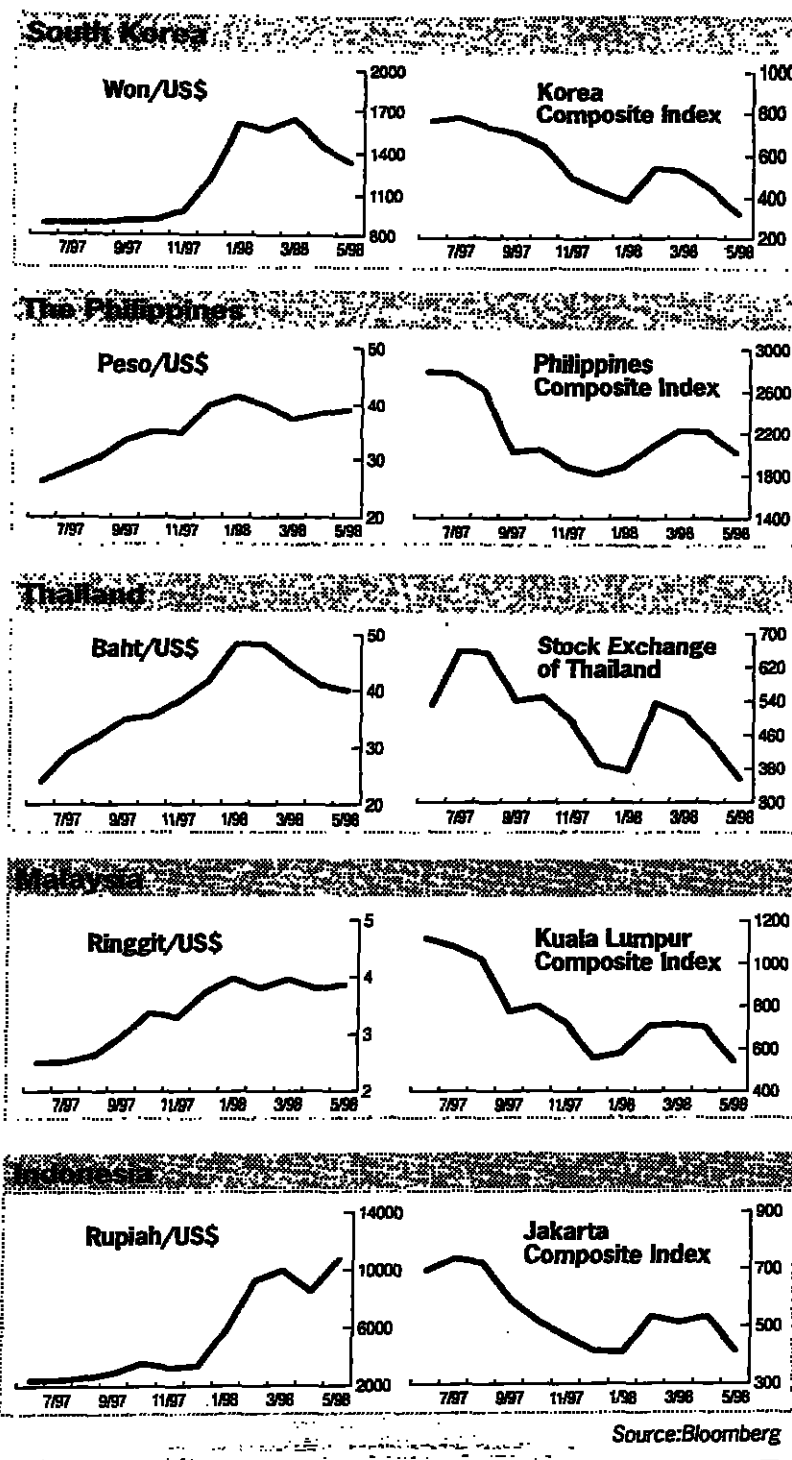 South Korea
Won/US$
2000
1700
1400
1100
800
7/97 9/97 11/97 1/98 3/98 5/98
Korea
Composite Index
1000
800
600
400
200
7/97 9/97 11/97 1/98 3/98 5/98
The Philippines
Peso/US$
50
40
30
20
7/97 9/97 11/97 1/98 3/98 5/98
Philippines
Composite Index
3000
2600
2200
1800
1400
7/97 9/97 11/97 1/98 3/98 5/98
Thailand
Baht/US$
50
40
30
20
7/97 9/97 11/97 1/98 3/98 5/98
Stock Exchange
of Thailand
700
620
540
460
380
300
7/97 9/97 11/97 1/98 3/98 5/98
Malaysia
Ringgit/US$
5
4
3
2
7/97 9/97 11/97 1/98 3/98 5/98
Kuala Lumpur
Composite Index
1200
1000
800
600
400
7/97 9/97 11/97 1/98 3/98 5/98
Indonesia
Rupiah/US$
14000
10000
6000
2000
7/97 9/97 11/97 1/98 3/98 5/98
Jakarta
Composite Index
900
700
500
300
7/97 9/97 11/97 1/98 3/98 5/98
Source:Bloomberg